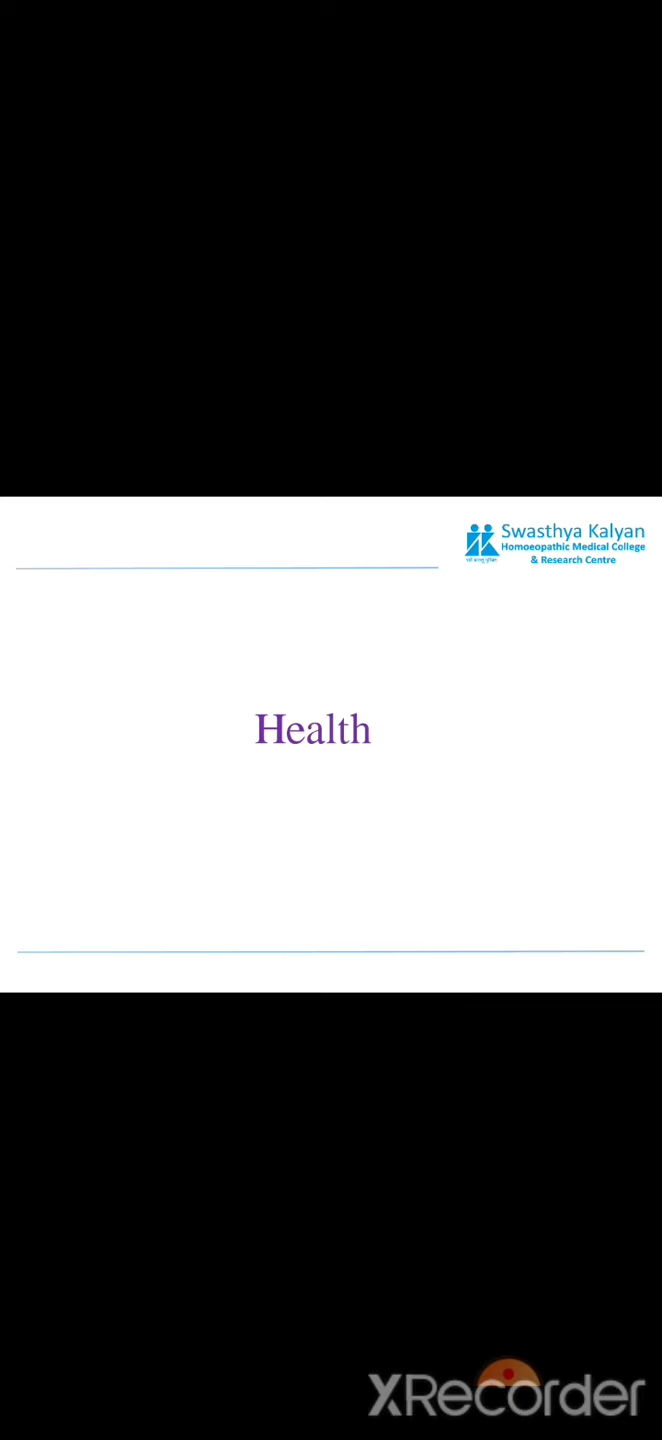 Swasthya Kalyan
Homoeopathic Medical College
& Research Centre
Health
XRecorder